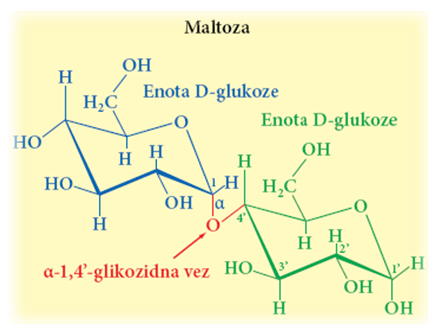 Maltoza
OH
H
H₂C
Enota D-glukoze
O
HO
H
H
HO
1
H
OH
α
H
O
α-1,4'-glikozidna vez
Enota D-glukoze
OH
H
H₂C
O
4'
H
H
2'
HO
3'
1'
H
OH
H
OH